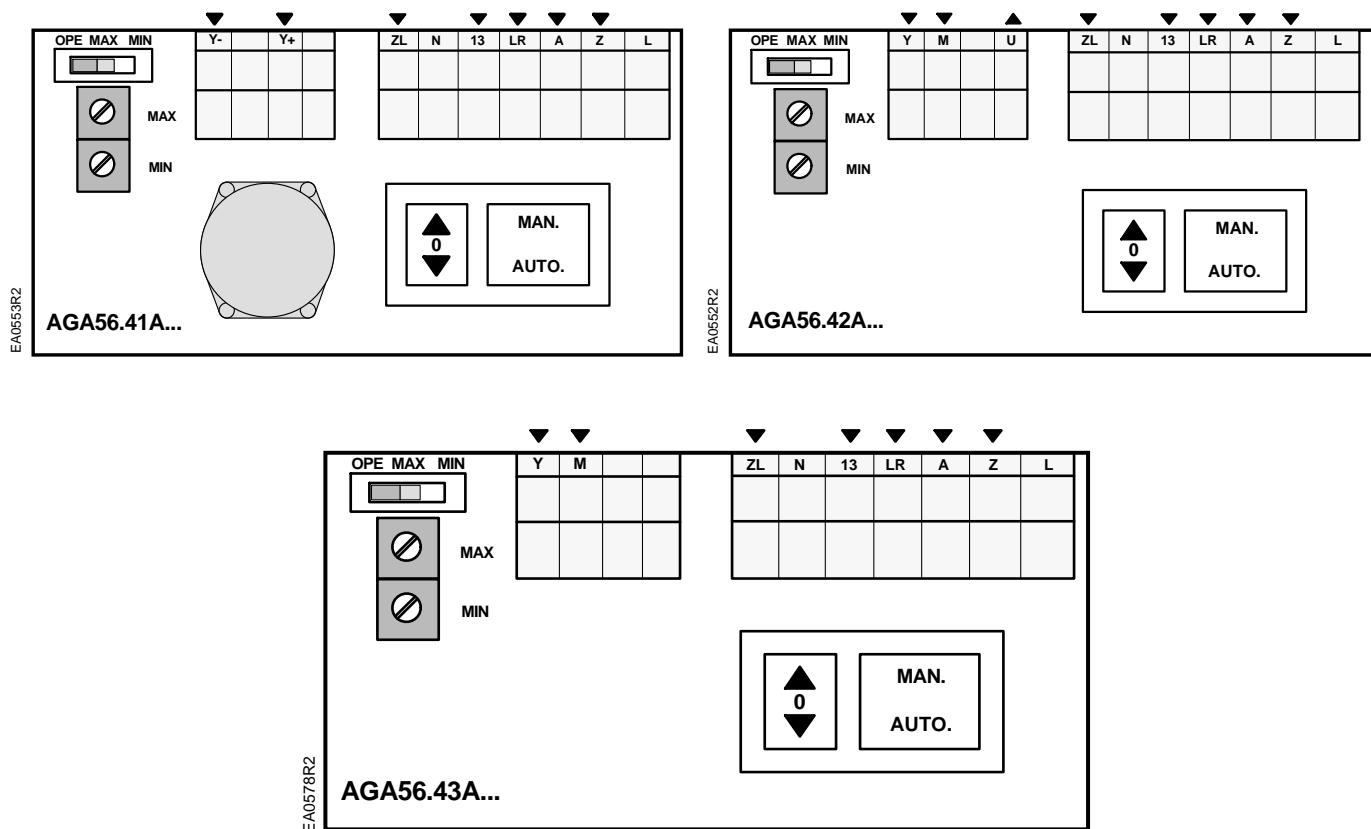 OPE MAX MIN Y- Y+ ZL N 13 LR A Z L
MAX
MIN
0
MAN.
AUTO.
AGA56.41A...
EA0553R2
OPE MAX MIN Y M U ZL N 13 LR A Z L
MAX
MIN
0
MAN.
AUTO.
AGA56.42A...
EA0552R2
OPE MAX MIN Y M ZL N 13 LR A Z L
MAX
MIN
0
MAN.
AUTO.
AGA56.43A...
EA0578R2